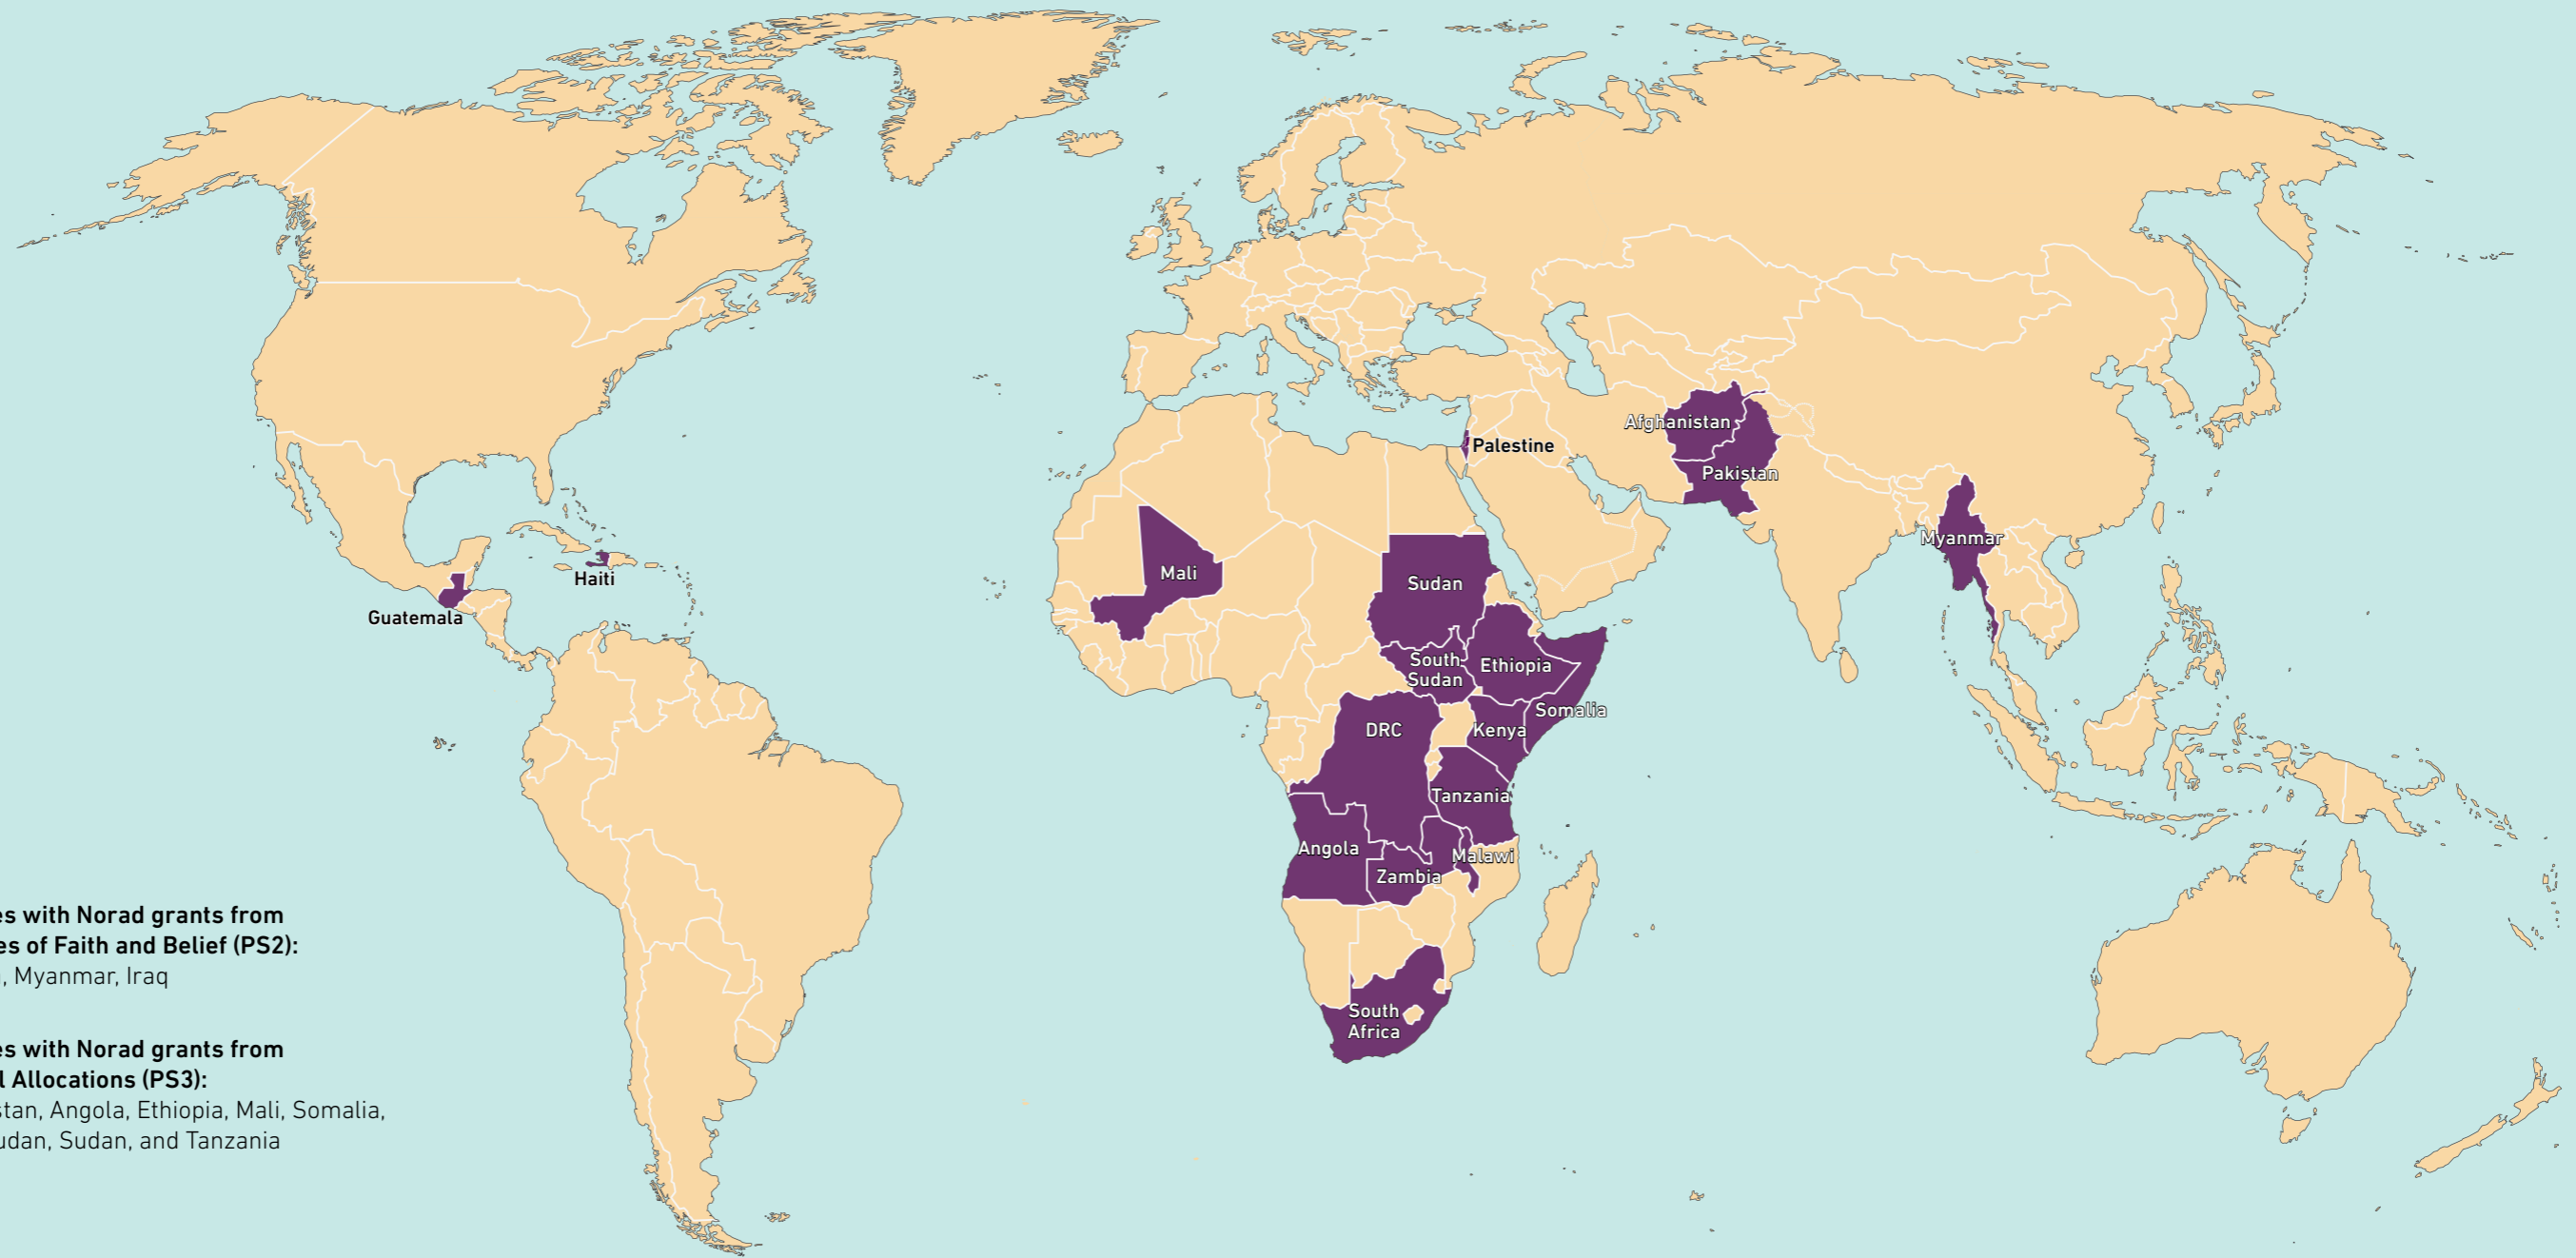 Afghanistan
Palestine
Pakistan
Mali
Myanmar
Haiti
Sudan
Guatemala
South
Sudan
Ethiopia
Somalia
DRC
Kenya
Tanzania
Angola
Malawi
Zambia
South
Africa
es with Norad grants from
es of Faith and Belief (PS2):
, Myanmar, Iraq
es with Norad grants from
l Allocations (PS3):
stan, Angola, Ethiopia, Mali, Somalia,
udan, Sudan, and Tanzania